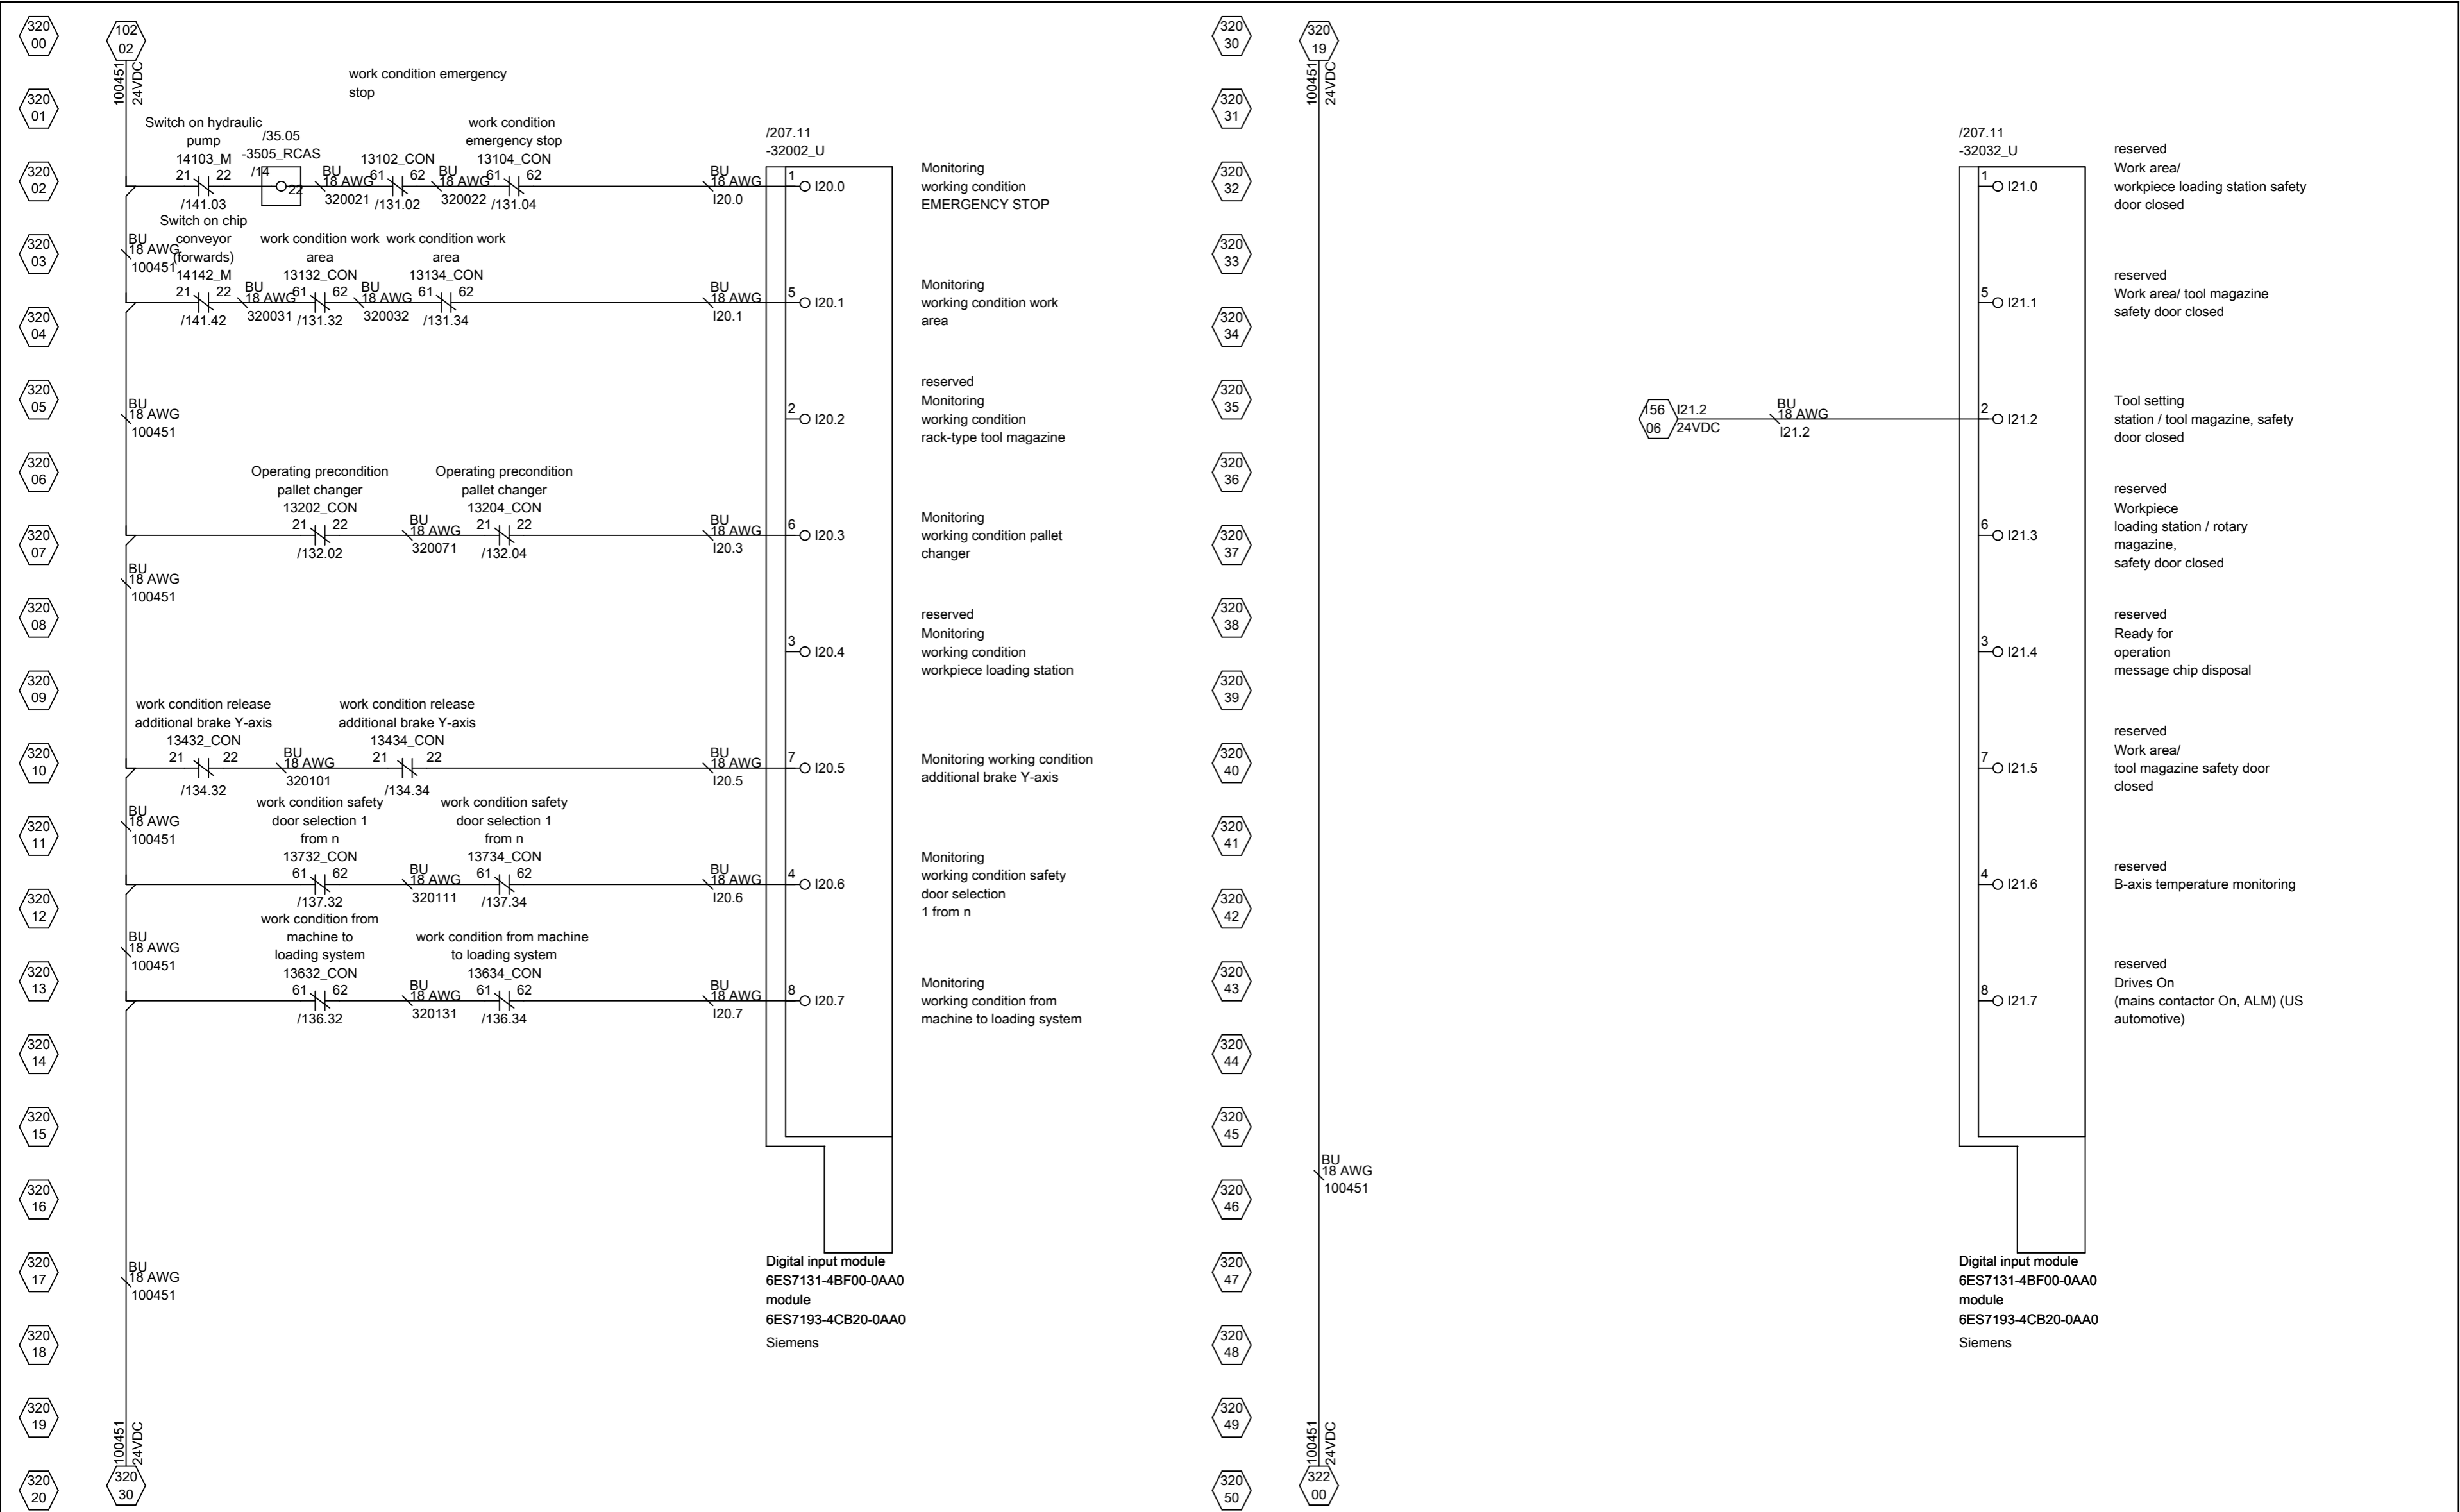 320
00
102
02
100451
24VDC
work condition emergency
stop
320
01
Switch on hydraulic
pump
14103_M
21 22
/141.03
/35.05
-3505_RCAS
/14
22
BU
18 AWG
320021
13102_CON
61 62
/131.02
BU
18 AWG
320022
work condition
emergency stop
13104_CON
61 62
/131.04
BU
18 AWG
I20.0
/207.11
-32002_U
1
I20.0
Monitoring
working condition
EMERGENCY STOP
320
02
320
03
BU
18 AWG
100451
Switch on chip
conveyor
(forwards)
14142_M
21 22
/141.42
BU
18 AWG
320031
work condition work
area
13132_CON
61 62
/131.32
BU
18 AWG
320032
work condition work
area
13134_CON
61 62
/131.34
BU
18 AWG
I20.1
5
I20.1
Monitoring
working condition work
area
320
04
320
05
BU
18 AWG
100451
2
I20.2
reserved
Monitoring
working condition
rack-type tool magazine
320
06
Operating precondition
pallet changer
13202_CON
21 22
/132.02
BU
18 AWG
320071
Operating precondition
pallet changer
13204_CON
21 22
/132.04
BU
18 AWG
I20.3
6
I20.3
Monitoring
working condition pallet
changer
320
07
BU
18 AWG
100451
320
08
3
I20.4
reserved
Monitoring
working condition
workpiece loading station
320
09
work condition release
additional brake Y-axis
13432_CON
21 22
/134.32
BU
18 AWG
320101
work condition release
additional brake Y-axis
13434_CON
21 22
/134.34
BU
18 AWG
I20.5
7
I20.5
Monitoring working condition
additional brake Y-axis
320
10
BU
18 AWG
100451
320
11
work condition safety
door selection 1
from n
13732_CON
61 62
/137.32
BU
18 AWG
320111
work condition safety
door selection 1
from n
13734_CON
61 62
/137.34
BU
18 AWG
I20.6
4
I20.6
Monitoring
working condition safety
door selection
1 from n
320
12
BU
18 AWG
100451
work condition from
machine to
loading system
13632_CON
61 62
/136.32
BU
18 AWG
320131
work condition from machine
to loading system
13634_CON
61 62
/136.34
BU
18 AWG
I20.7
8
I20.7
Monitoring
working condition from
machine to loading system
320
13
320
14
320
15
320
16
320
17
BU
18 AWG
100451
Digital input module
6ES7131-4BF00-0AA0
module
6ES7193-4CB20-0AA0
Siemens
320
18
320
19
100451
24VDC
320
20
320
30
320
30
320
19
100451
24VDC
320
31
/207.11
-32032_U
320
32
1
I21.0
reserved
Work area/
workpiece loading station safety
door closed
320
33
5
I21.1
reserved
Work area/ tool magazine
safety door closed
320
34
320
35
156
06
I21.2
24VDC
BU
18 AWG
I21.2
2
I21.2
Tool setting
station / tool magazine, safety
door closed
320
36
320
37
6
I21.3
reserved
Workpiece
loading station / rotary
magazine,
safety door closed
320
38
3
I21.4
reserved
Ready for
operation
message chip disposal
320
39
320
40
7
I21.5
reserved
Work area/
tool magazine safety door
closed
320
41
4
I21.6
reserved
B-axis temperature monitoring
320
42
320
43
8
I21.7
reserved
Drives On
(mains contactor On, ALM) (US
automotive)
320
44
320
45
BU
18 AWG
100451
320
46
320
47
Digital input module
6ES7131-4BF00-0AA0
module
6ES7193-4CB20-0AA0
Siemens
320
48
320
49
100451
24VDC
320
50
322
00